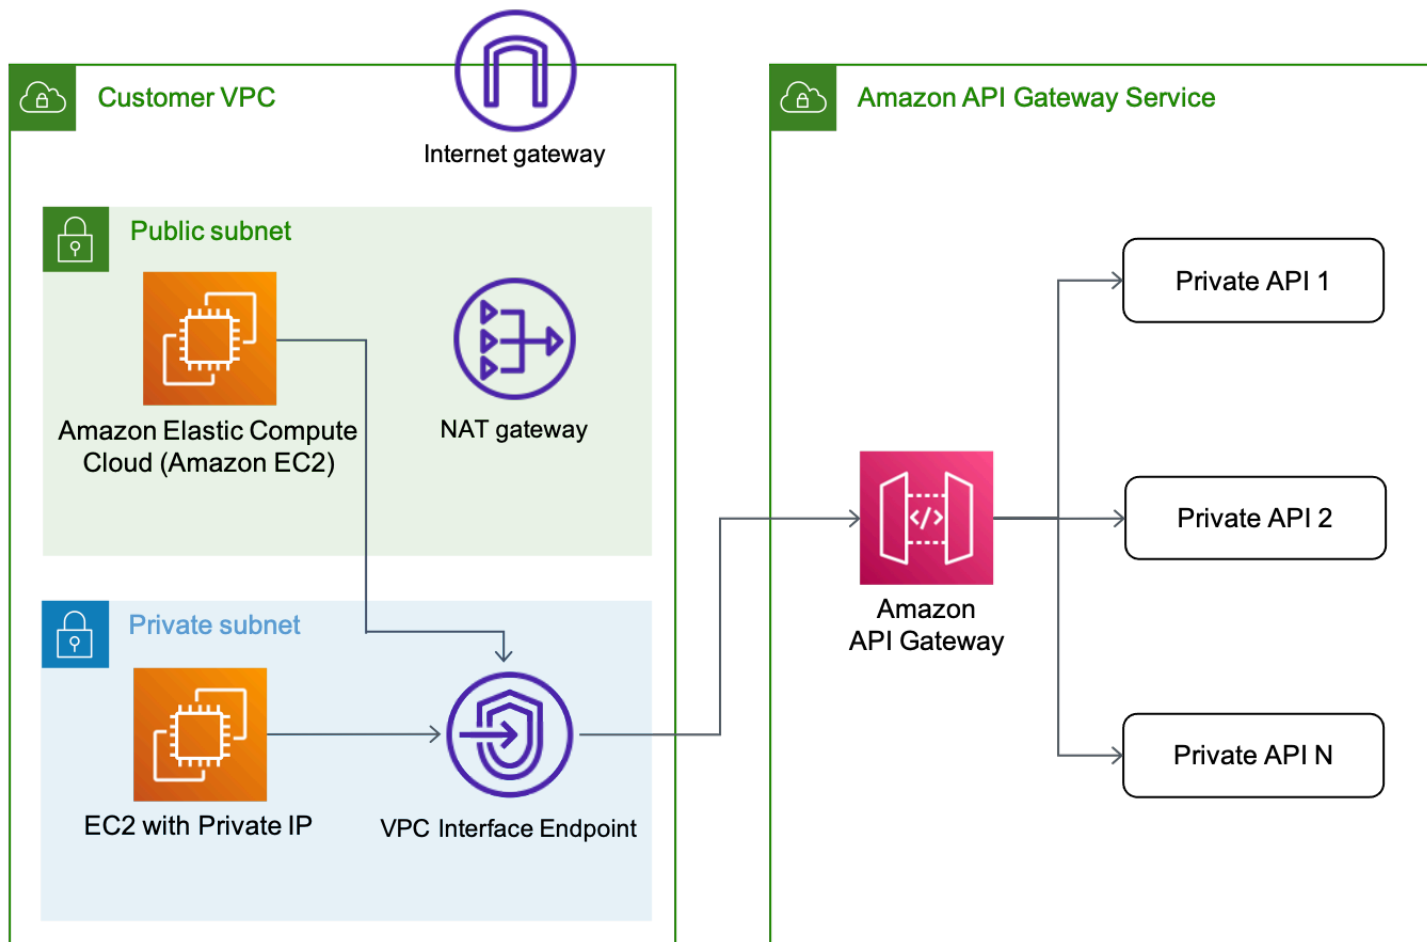 Customer VPC
Internet gateway
Public subnet
Amazon Elastic Compute
Cloud (Amazon EC2)
NAT gateway
Private subnet
EC2 with Private IP
VPC Interface Endpoint
Amazon API Gateway Service
</>
Amazon
API Gateway
Private API 1
Private API 2
Private API N